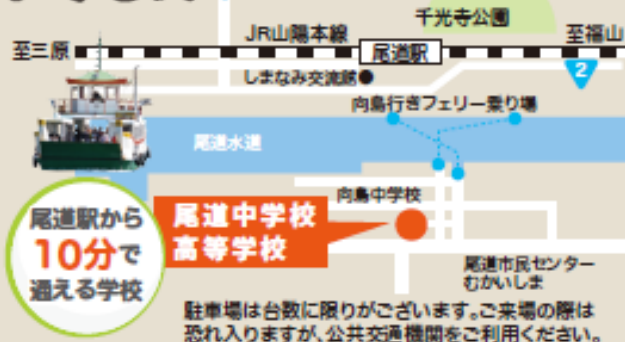 千光寺公園
JR山陽本線
至三原
尾道駅
至福山
しまなみ交流館
2
向島行きフェリー乗り場
尾道水道
向島中学校
尾道駅から
10分で
通える学校
尾道中学校
高等学校
尾道市民センター
むかいしま
駐車場は台数に限りがございます。ご来場の際は
恐れ入りますが、公共交通機関をご利用ください。